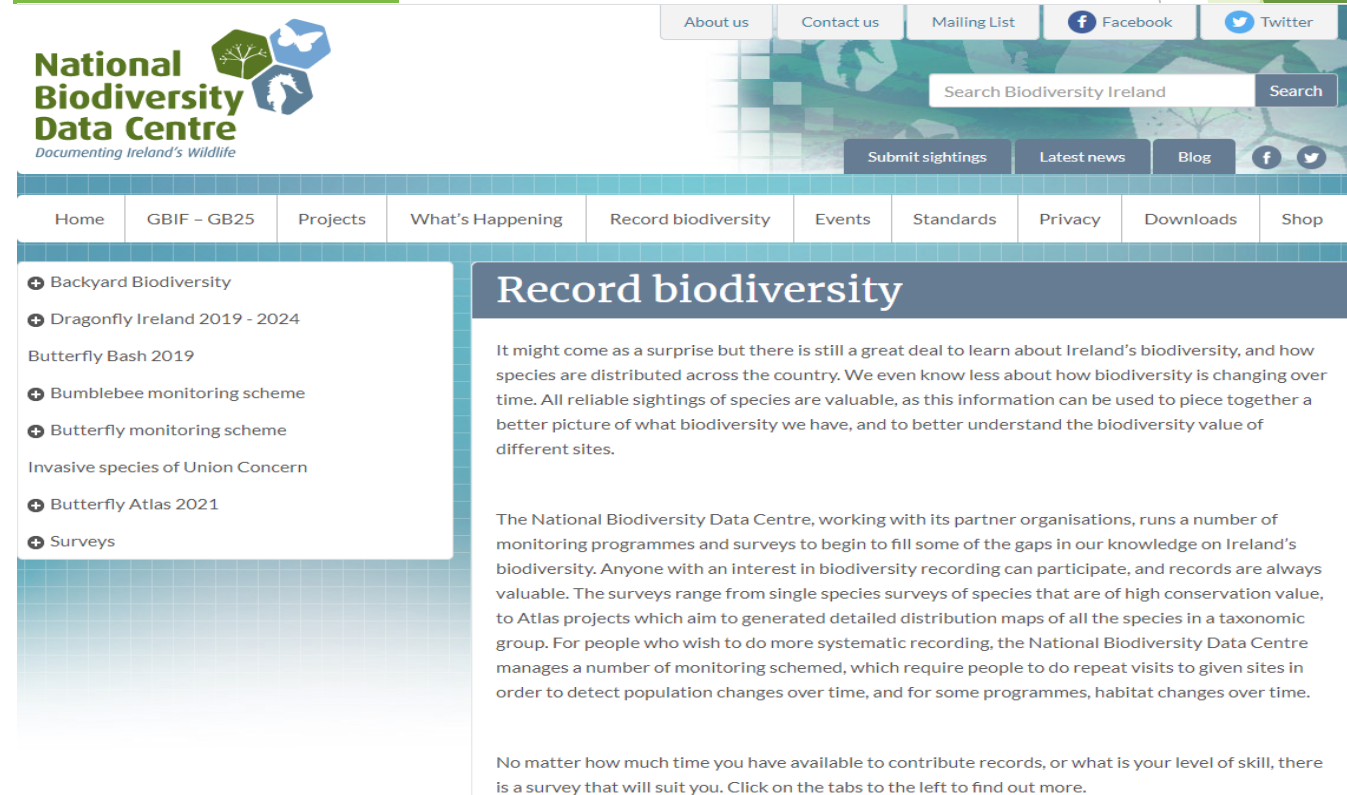 About us
Contact us
Mailing List
Facebook
Twitter
National
Biodiversity
Data Centre
Documenting Ireland's Wildlife
Search Biodiversity Ireland
Search
Submit sightings
Latest news
Blog
Home
GBIF – GB25
Projects
What's Happening
Record biodiversity
Events
Standards
Privacy
Downloads
Shop
Backyard Biodiversity
Dragonfly Ireland 2019 - 2024
Butterfly Bash 2019
Bumblebee monitoring scheme
Butterfly monitoring scheme
Invasive species of Union Concern
Butterfly Atlas 2021
Surveys
Record biodiversity
It might come as a surprise but there is still a great deal to learn about Ireland's biodiversity, and how
species are distributed across the country. We even know less about how biodiversity is changing over
time. All reliable sightings of species are valuable, as this information can be used to piece together a
better picture of what biodiversity we have, and to better understand the biodiversity value of
different sites.
The National Biodiversity Data Centre, working with its partner organisations, runs a number of
monitoring programmes and surveys to begin to fill some of the gaps in our knowledge on Ireland's
biodiversity. Anyone with an interest in biodiversity recording can participate, and records are always
valuable. The surveys range from single species surveys of species that are of high conservation value,
to Atlas projects which aim to generated detailed distribution maps of all the species in a taxonomic
group. For people who wish to do more systematic recording, the National Biodiversity Data Centre
manages a number of monitoring schemed, which require people to do repeat visits to given sites in
order to detect population changes over time, and for some programmes, habitat changes over time.
No matter how much time you have available to contribute records, or what is your level of skill, there
is a survey that will suit you. Click on the tabs to the left to find out more.